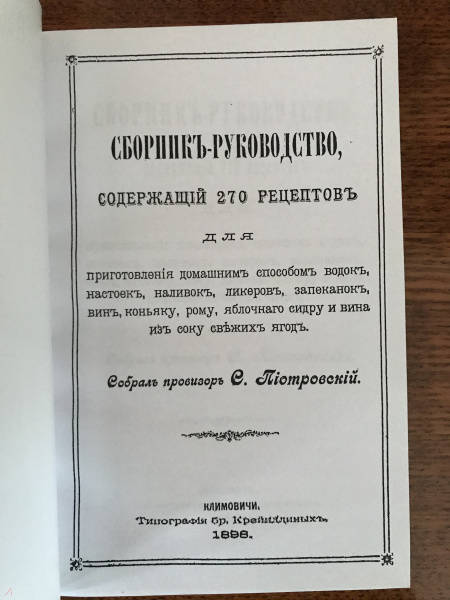 СБОРНИКЪ-РУКОВОДСТВО,
СОДЕРЖАЩІЙ 270 РЕЦЕПТОВЪ
ДЛЯ
приготовленія домашнимъ способомъ водокъ,
настоекъ, наливокъ, ликеровъ, запеканокъ,
винъ, коньяку, рому, яблочнаго сидру и вина
изъ соку свѣжихъ ягодъ.
Собралъ провизоръ С. Піотровскій.
КЛИМОВИЧИ.
Типографія бр.
1898.